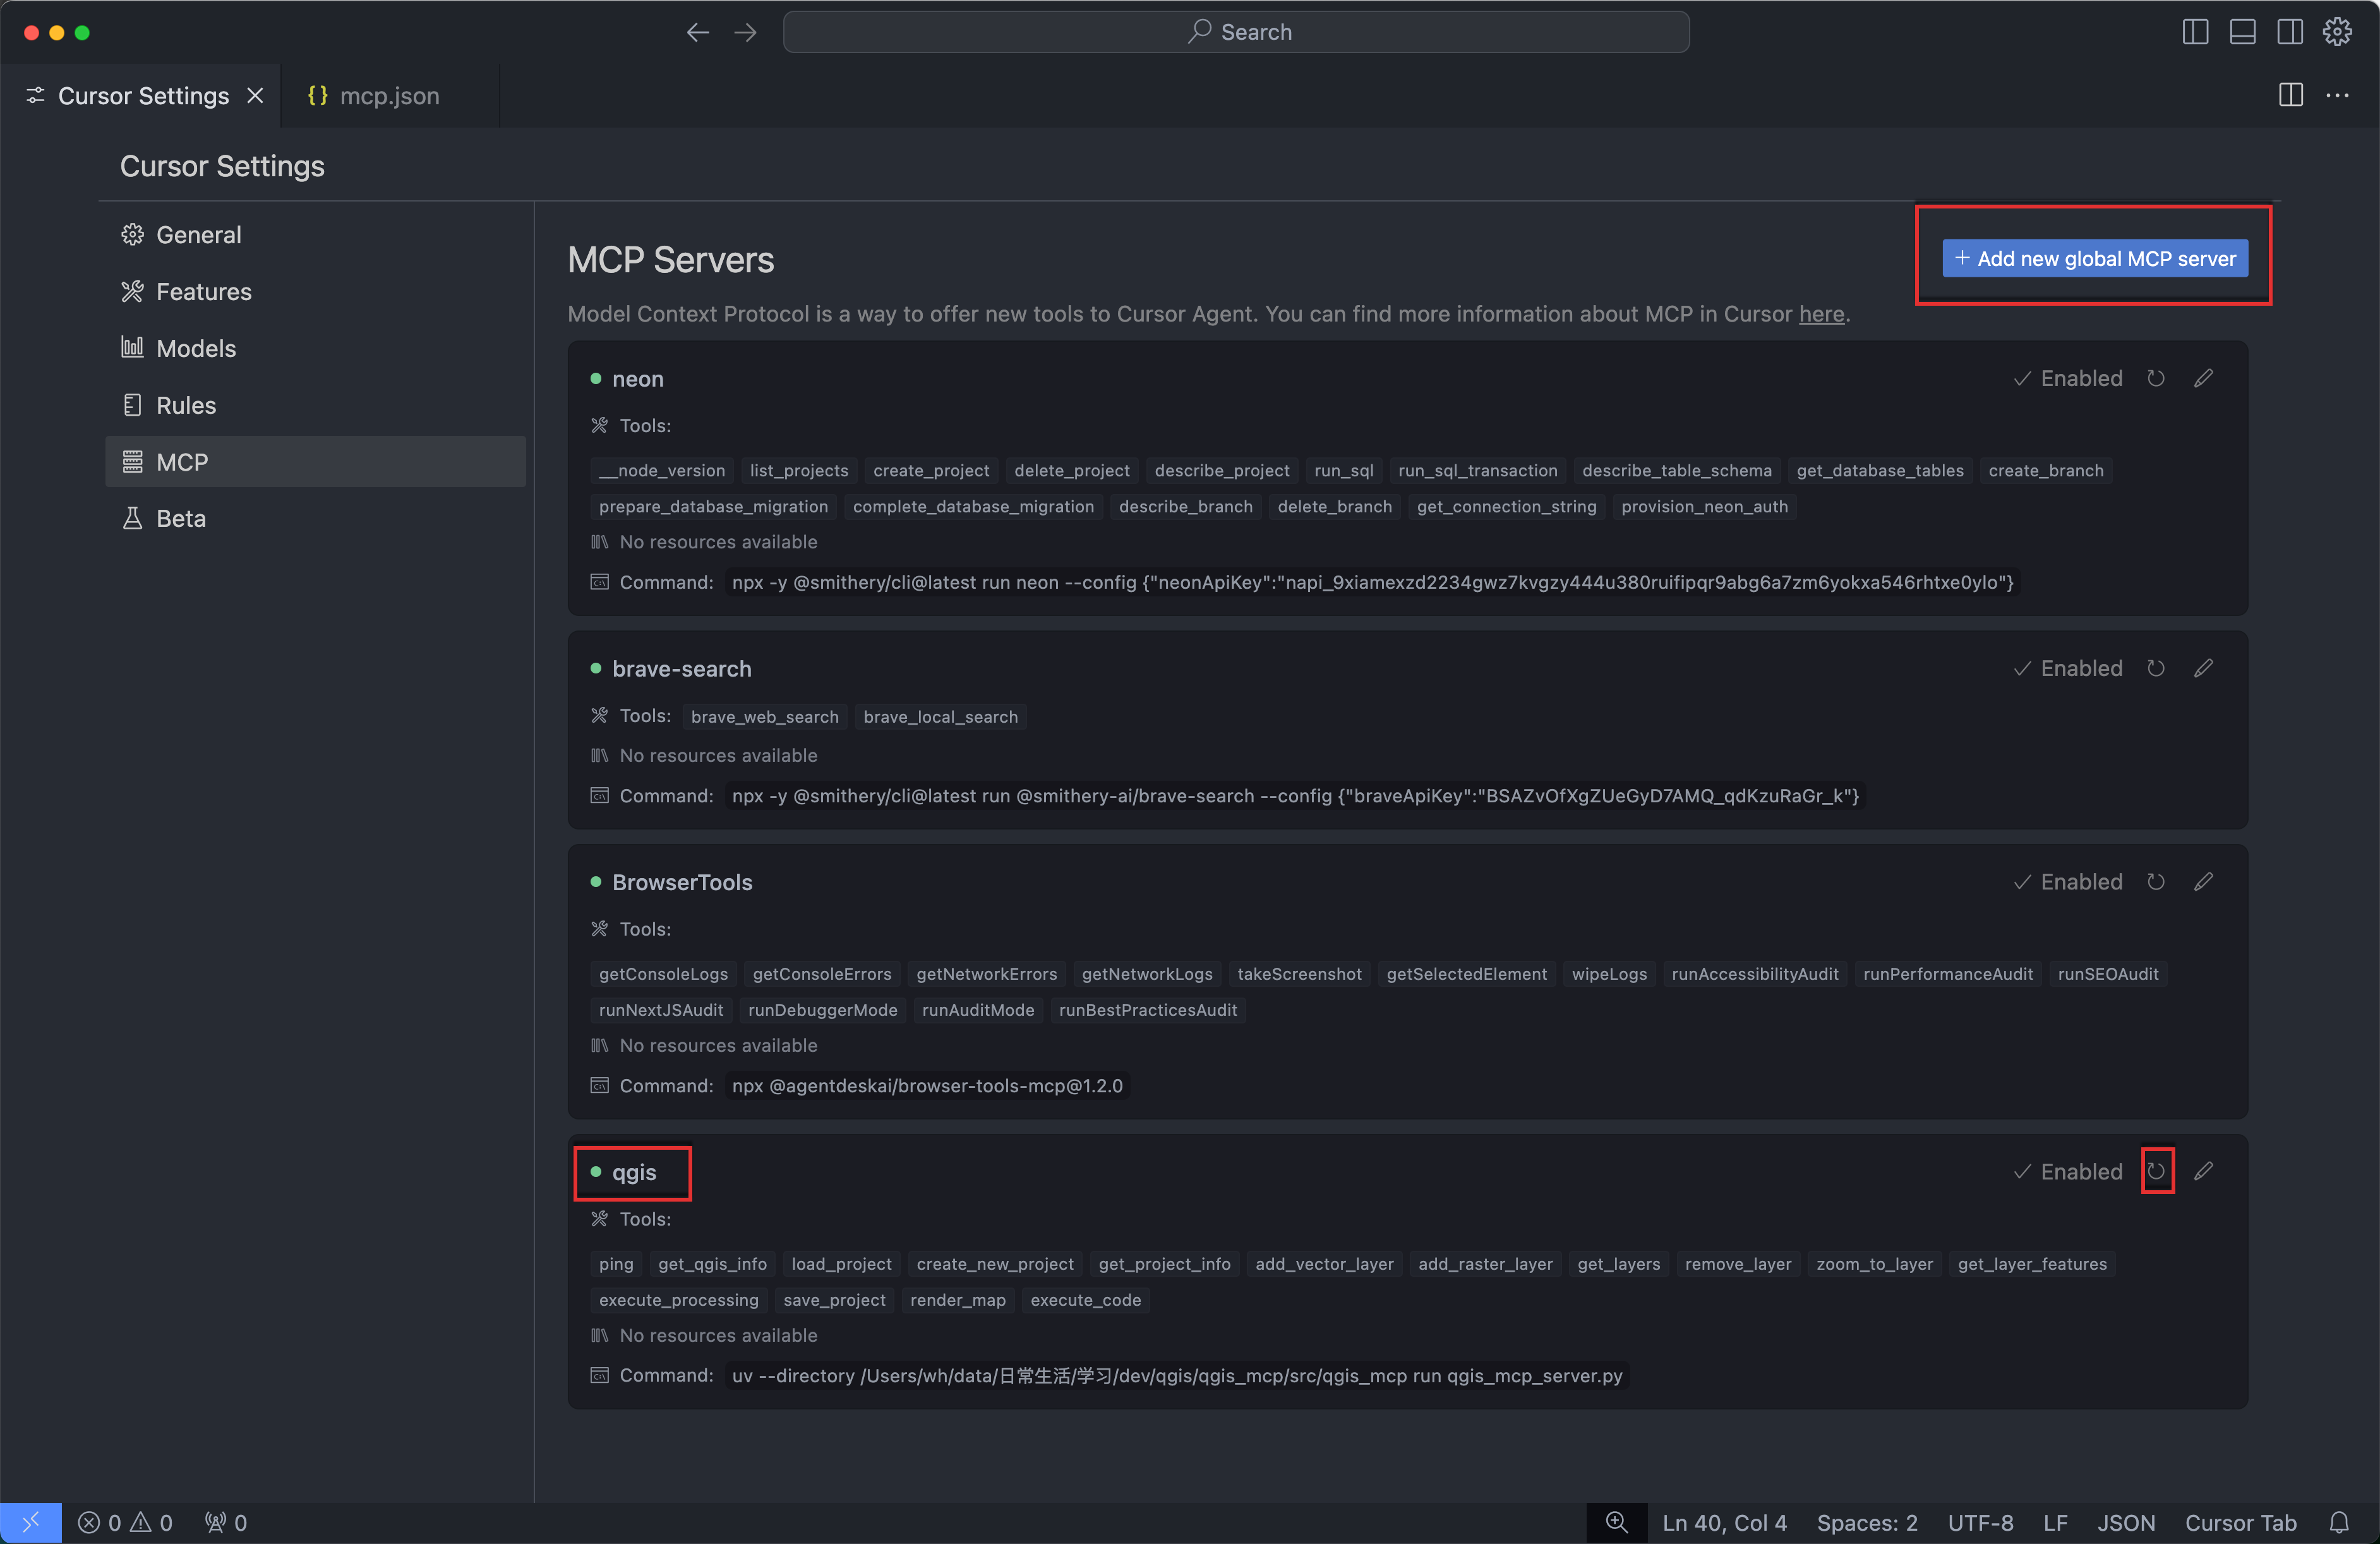 Search
Cursor Settings
{} mcp.json
Cursor Settings
General
Features
Models
Rules
MCP
Beta
MCP Servers
+ Add new global MCP server
Model Context Protocol is a way to offer new tools to Cursor Agent. You can find more information about MCP in Cursor here.
neon
Enabled
Tools:
__node_version list_projects create_project delete_project describe_project run_sql run_sql_transaction describe_table_schema get_database_tables create_branch
prepare_database_migration complete_database_migration describe_branch delete_branch get_connection_string provision_neon_auth
No resources available
Command: npx -y @smithery/cli@latest run neon --config {"neonApiKey":"napi_9xiamexzd2234gwz7kvgzy444u380ruifipqr9abg6a7zm6yokxa546rhtxe0ylo"}
brave-search
Enabled
Tools: brave_web_search brave_local_search
No resources available
Command: npx -y @smithery/cli@latest run @smithery-ai/brave-search --config {"braveApiKey":"BSAZvOfXgZUeGyD7AMQ_qdKzuRaGr_k"}
BrowserTools
Enabled
Tools:
getConsoleLogs getConsoleErrors getNetworkErrors getNetworkLogs takeScreenshot getSelectedElement wipeLogs runAccessibilityAudit runPerformanceAudit runSEOAudit
runNextJSAudit runDebuggerMode runAuditMode runBestPracticesAudit
No resources available
Command: npx @agentdeskai/browser-tools-mcp@1.2.0
qgis
Enabled
Tools:
ping get_qgis_info load_project create_new_project get_project_info add_vector_layer add_raster_layer get_layers remove_layer zoom_to_layer get_layer_features
execute_processing save_project render_map execute_code
No resources available
Command: uv --directory /Users/wh/data/日常生活/学习/dev/qgis/qgis_mcp/src/qgis_mcp run qgis_mcp_server.py
0 0 0
Ln 40, Col 4 Spaces: 2 UTF-8 LF JSON Cursor Tab